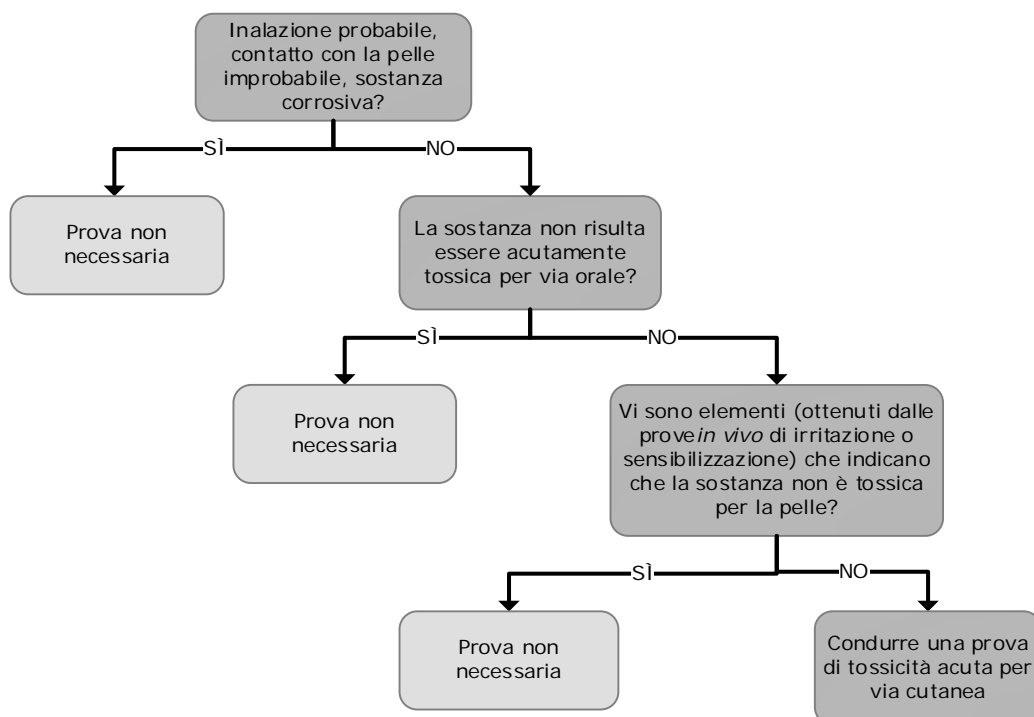 Inalazione probabile,
contatto con la pelle
improbabile, sostanza
corrosiva?
SÌ
NO
Prova non
necessaria
La sostanza non risulta
essere acutamente
tossica per via orale?
SÌ
NO
Prova non
necessaria
Vi sono elementi (ottenuti dalle
provein vivo di irritazione o
sensibilizzazione) che indicano
che la sostanza non è tossica
per la pelle?
SÌ
NO
Prova non
necessaria
Condurre una prova
di tossicità acuta per
via cutanea